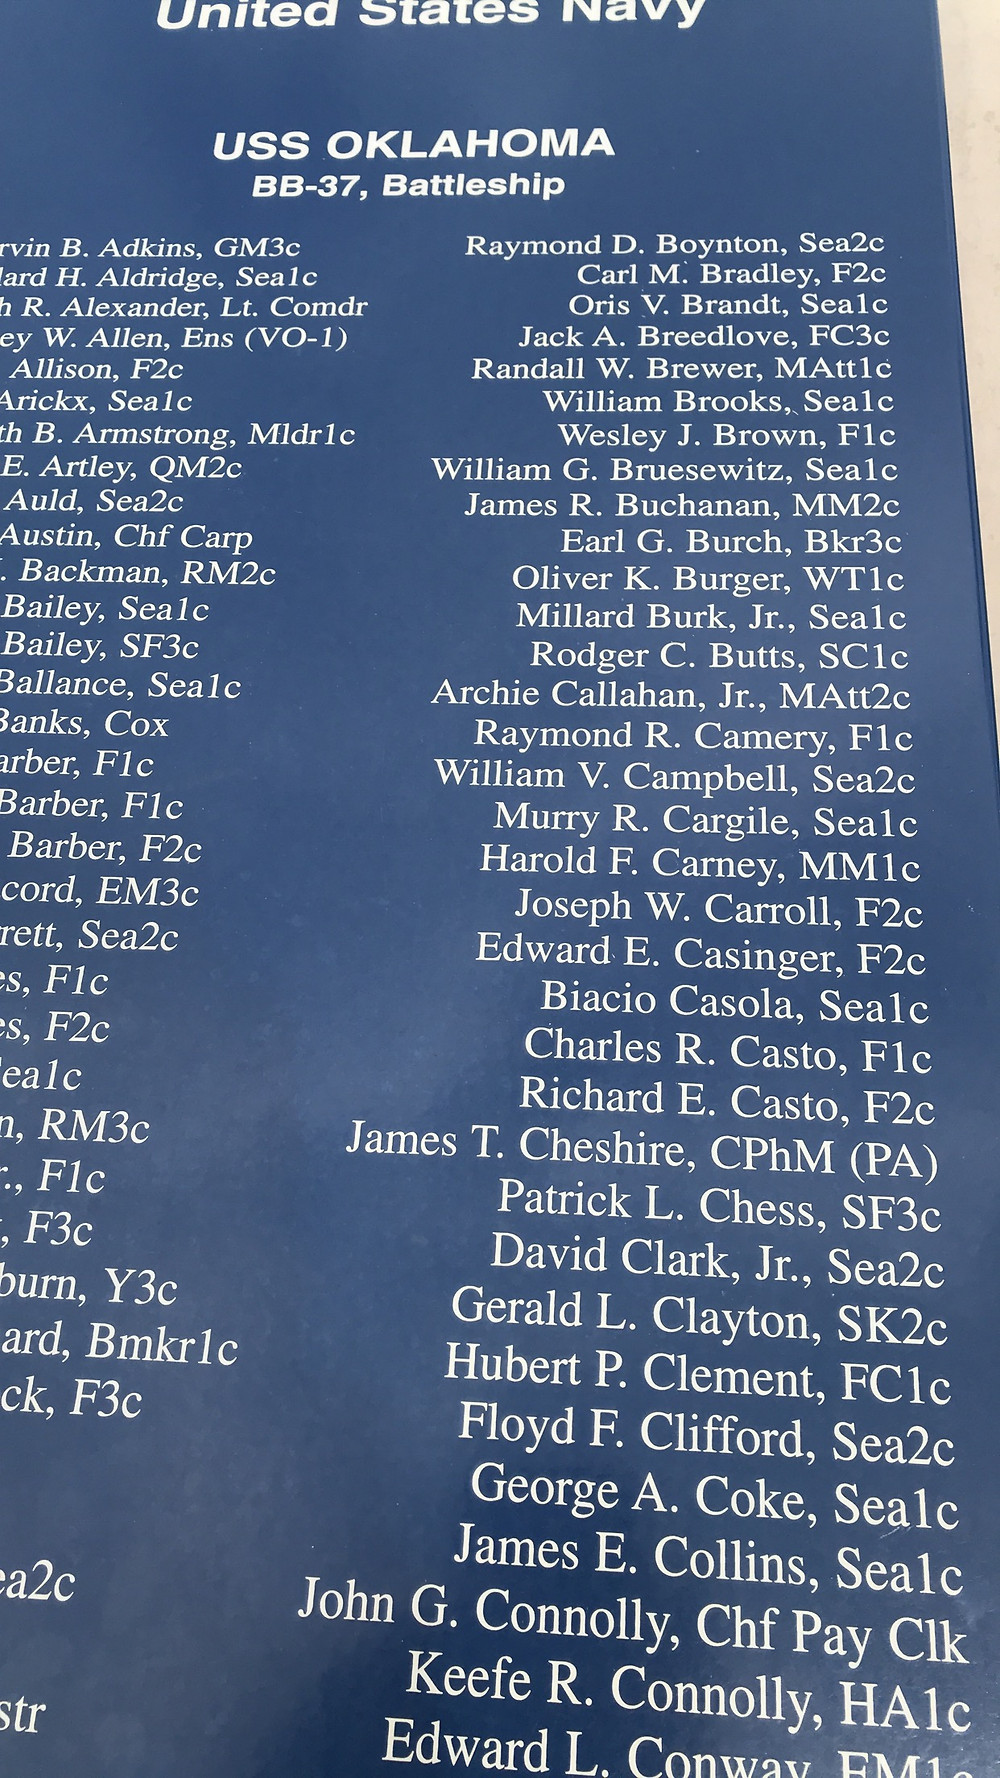 United States Navy
USS OKLAHOMA
BB-37, Battleship
rvin B. Adkins, GM3c
lard H. Aldridge, Sea1c
h R. Alexander, Lt. Comdr
ey W. Allen, Ens (VO-1)
Allison, F2c
Arickx, Sea1c
th B. Armstrong, Mldr1c
E. Artley, QM2c
Auld, Sea2c
Austin, Chf Carp
. Backman, RM2c
Bailey, Sea1c
Bailey, SF3c
Ballance, Sea1c
Banks, Cox
arber, F1c
Barber, F1c
Barber, F2c
cord, EM3c
rett, Sea2c
es, F1c
es, F2c
Sea1c
n, RM3c
r., F1c
, F3c
burn, Y3c
ard, Bmkr1c
ck, F3c
ea2c
str
Raymond D. Boynton, Sea2c
Carl M. Bradley, F2c
Oris V. Brandt, Sea1c
Jack A. Breedlove, FC3c
Randall W. Brewer, MAtt1c
William Brooks, Sea1c
Wesley J. Brown, F1c
William G. Bruesewitz, Sea1c
James R. Buchanan, MM2c
Earl G. Burch, Bkr3c
Oliver K. Burger, WT1c
Millard Burk, Jr., Sea1c
Rodger C. Butts, SC1c
Archie Callahan, Jr., MAtt2c
Raymond R. Camery, F1c
William V. Campbell, Sea2c
Murry R. Cargile, Sea1c
Harold F. Carney, MM1c
Joseph W. Carroll, F2c
Edward E. Casinger, F2c
Biacio Casola, Sea1c
Charles R. Casto, F1c
Richard E. Casto, F2c
James T. Cheshire, CPhM (PA)
Patrick L. Chess, SF3c
David Clark, Jr., Sea2c
Gerald L. Clayton, SK2c
Hubert P. Clement, FC1c
Floyd F. Clifford, Sea2c
George A. Coke, Sea1c
James E. Collins, Sea1c
John G. Connolly, Chf Pay Clk
Keefe R. Connolly, HA1c
Edward L. Conway, EM1c